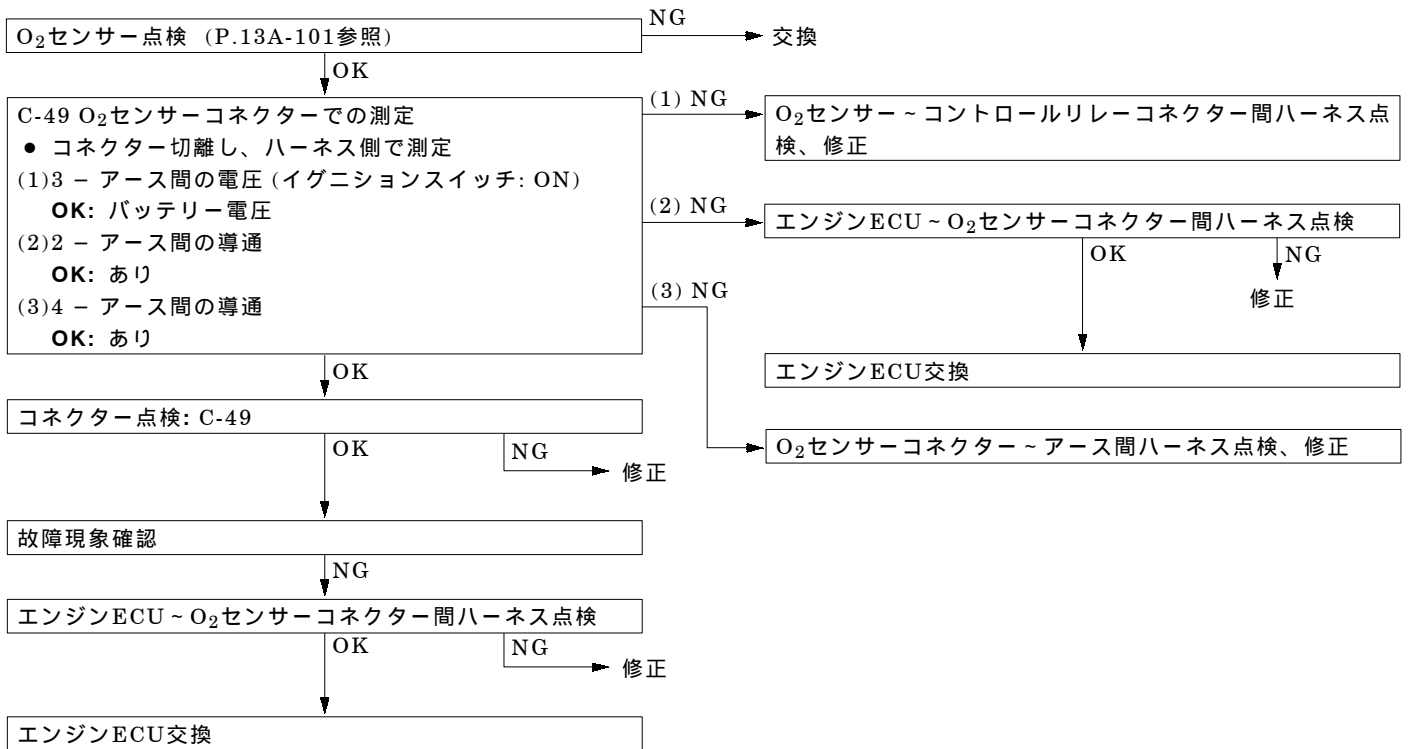 O2センサー点検 (P.13A-101参照)
NG
交換
OK
C-49 O2センサーコネクターでの測定
● コネクター切離し、ハーネス側で測定
(1)3 – アース間の電圧 (イグニションスイッチ: ON)
OK: バッテリー電圧
(2)2 – アース間の導通
OK: あり
(3)4 – アース間の導通
OK: あり
(1) NG
O2センサー ~ コントロールリレーコネクター間ハーネス点
検、修正
(2) NG
エンジンECU ~ O2センサーコネクター間ハーネス点検
OK
NG
修正
エンジンECU交換
(3) NG
O2センサーコネクター ~ アース間ハーネス点検、修正
OK
コネクター点検: C-49
OK
NG
修正
故障現象確認
NG
エンジンECU ~ O2センサーコネクター間ハーネス点検
OK
NG
修正
エンジンECU交換